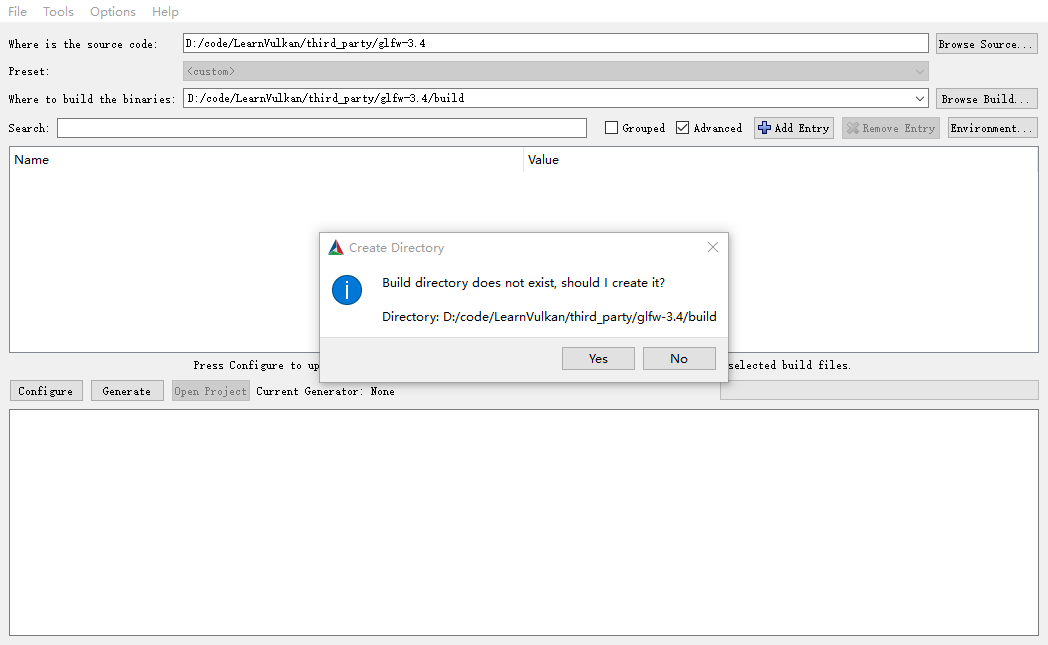 File Tools Options Help
Where is the source code: D:/code/LearnVulkan/third_party/glfw-3.4 Browse Source...
Preset: <custom>
Where to build the binaries: D:/code/LearnVulkan/third_party/glfw-3.4/build Browse Build...
Search: Grouped Advanced Add Entry Remove Entry Environment...
Name Value
Create Directory
Build directory does not exist, should I create it?
Directory: D:/code/LearnVulkan/third_party/glfw-3.4/build
Yes No
Press Configure to up selected build files.
Configure Generate Open Project Current Generator: None